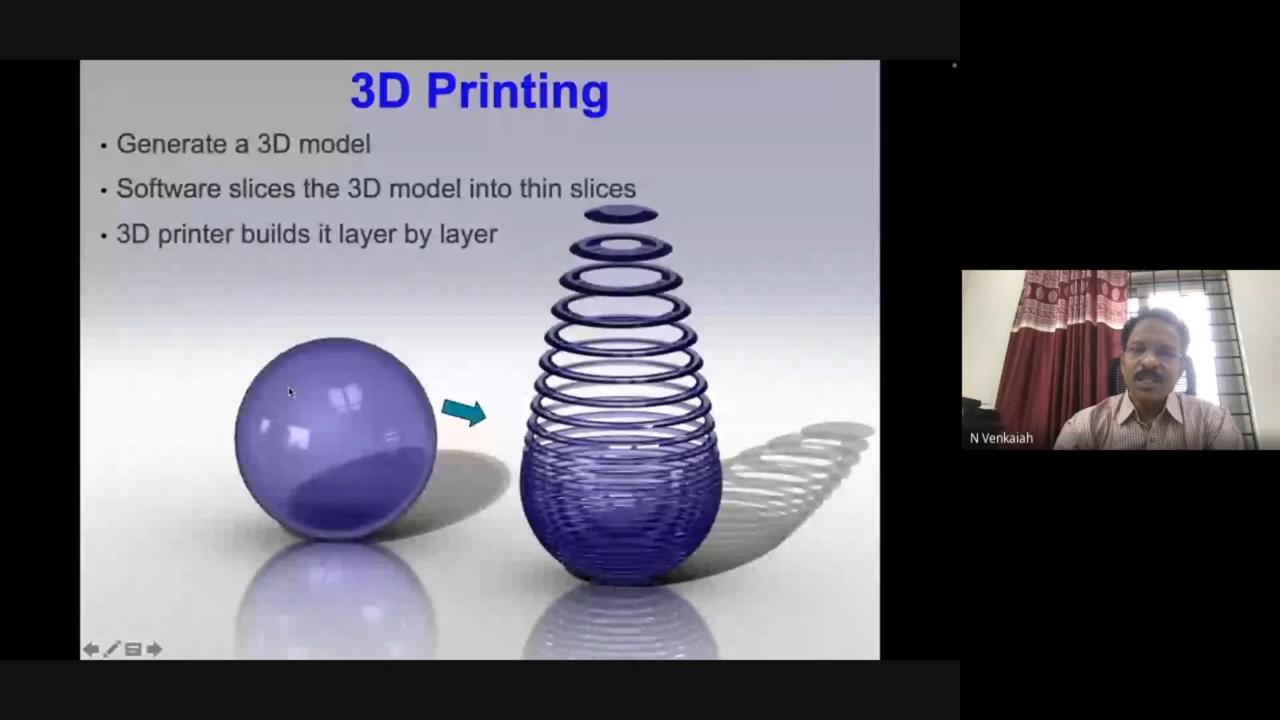 3D Printing
• Generate a 3D model
• Software slices the 3D model into thin slices
• 3D printer builds it layer by layer
N Venkaiah